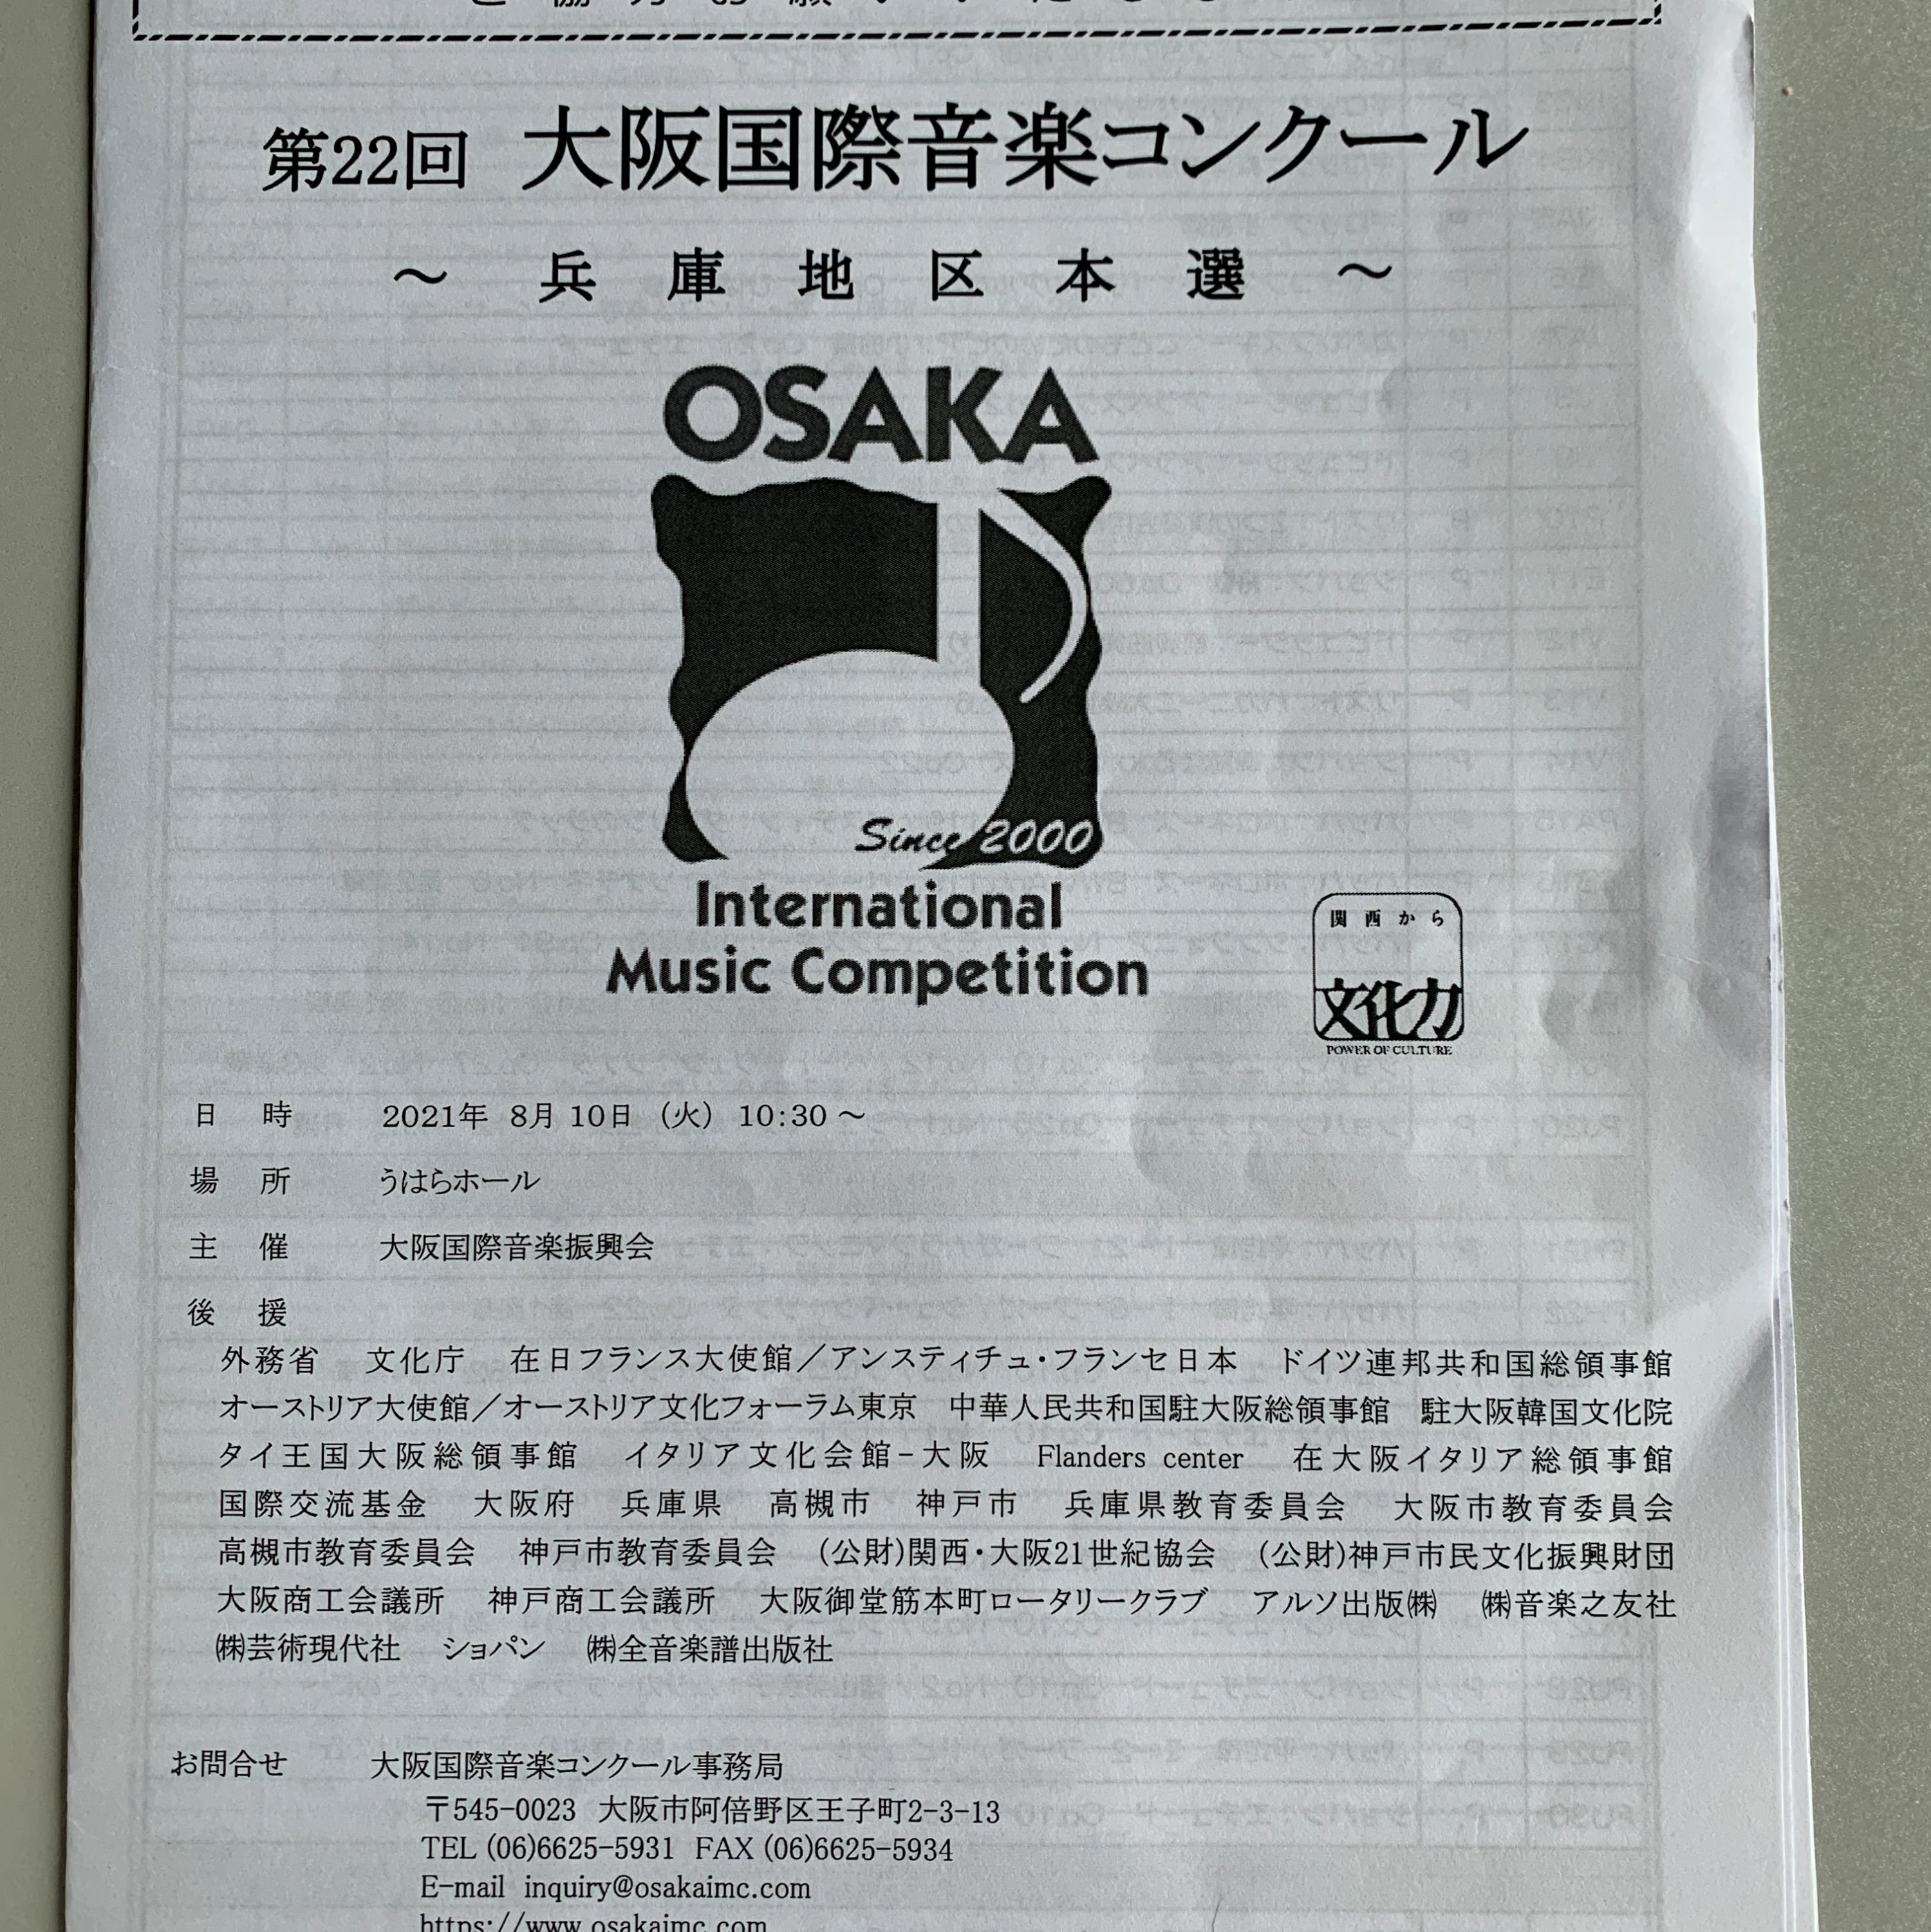 ご協力お願い
第22回 大阪国際音楽コンクール
～ 兵庫地区本選 ～
OSAKA
Since 2000
International
Music Competition
関西から
文化力
POWER OF CULTURE
日 時 2021年 8月 10日 （火） 10:30 ～
場 所 うはらホール
主 催 大阪国際音楽振興会
後 援
外務省 文化庁 在日フランス大使館／アンスティチュ・フランセ日本 ドイツ連邦共和国総領事館
オーストリア大使館／オーストリア文化フォーラム東京 中華人民共和国駐大阪総領事館 駐大阪韓国文化院
タイ王国大阪総領事館 イタリア文化会館-大阪 Flanders center 在大阪イタリア総領事館
国際交流基金 大阪府 兵庫県 高槻市 神戸市 兵庫県教育委員会 大阪市教育委員会
高槻市教育委員会 神戸市教育委員会 (公財)関西・大阪21世紀協会 (公財)神戸市民文化振興財団
大阪商工会議所 神戸商工会議所 大阪御堂筋本町ロータリークラブ アルソ出版㈱ ㈱音楽之友社
㈱芸術現代社 ショパン ㈱全音楽譜出版社
お問合せ 大阪国際音楽コンクール事務局
〒545-0023 大阪市阿倍野区王子町2-3-13
TEL (06)6625-5931 FAX (06)6625-5934
E-mail inquiry@osakaimc.com
https://www.osakaimc.com